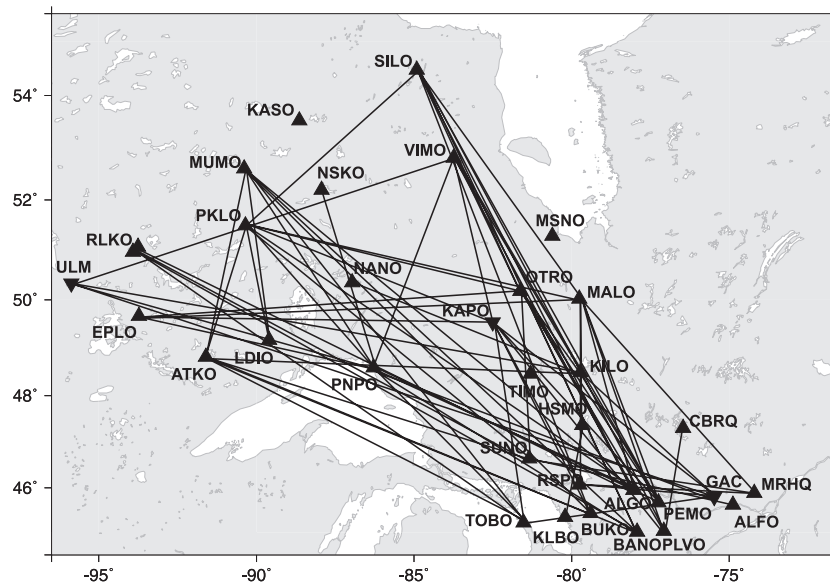 SILO
54°
KASO
VIMO
MUMO
NSKO
52°
PKLO
MSNO
RLKO
ULM
NANO
OTRO
MALO
50°
EPLO
KAPO
LDIO
ATKO
PNPO
KILO
TIMO
48°
HSMO
CBRQ
SUNO
46°
RSPO
GAC
MRHQ
ALGO
PEMO
ALFO
TOBO
KLBO
BUKO
BANO
PLVO
-95°
-90°
-85°
-80°
-75°